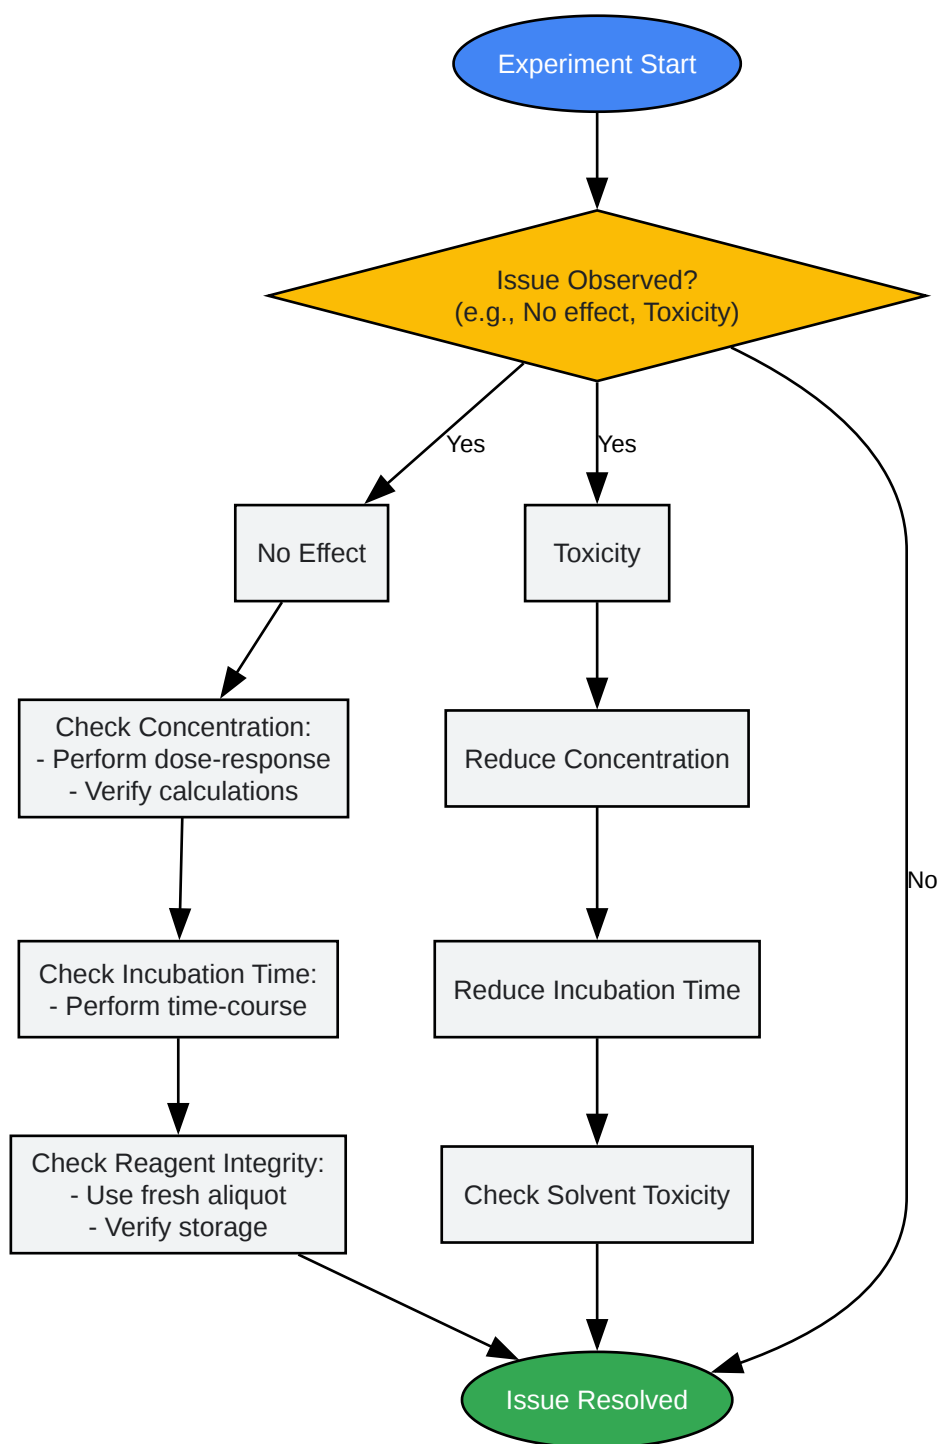 Experiment Start
Issue Observed?
(e.g., No effect, Toxicity)
Yes
Yes
No Effect
Toxicity
Check Concentration:
- Perform dose-response
- Verify calculations
Reduce Concentration
No
Check Incubation Time:
- Perform time-course
Reduce Incubation Time
Check Reagent Integrity:
- Use fresh aliquot
- Verify storage
Check Solvent Toxicity
Issue Resolved